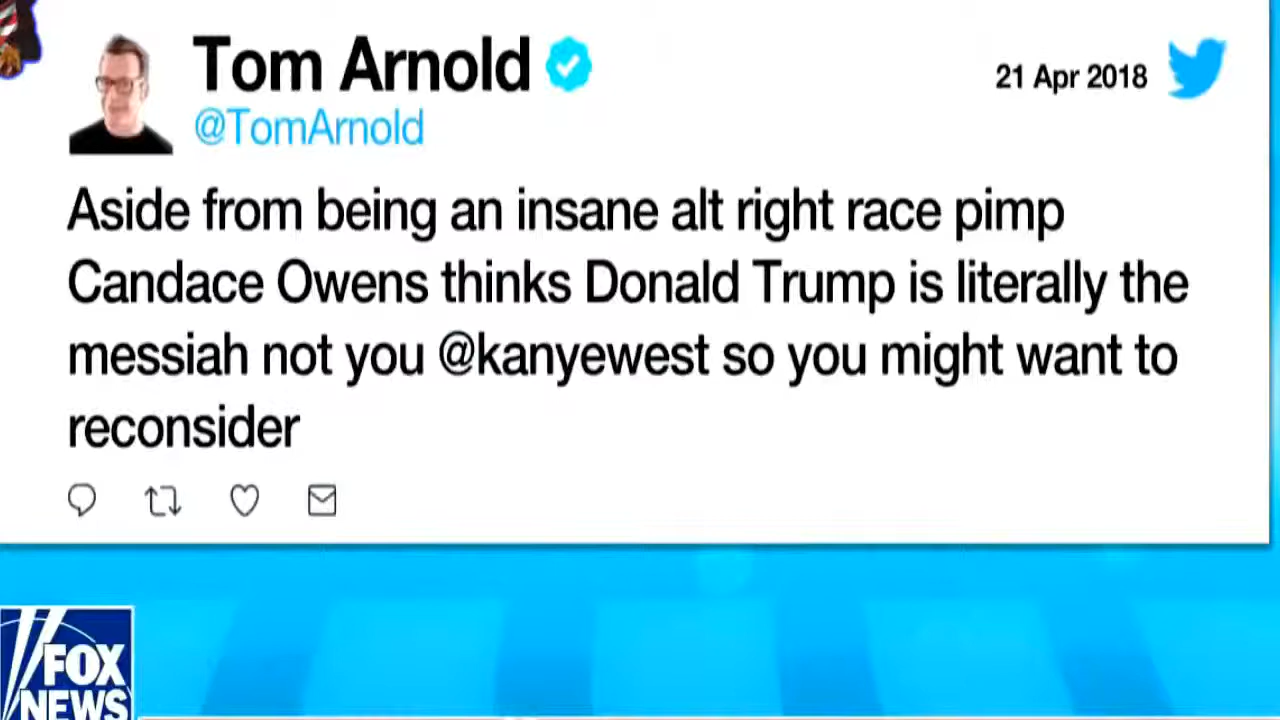 Tom Arnold
@TomArnold
21 Apr 2018
Aside from being an insane alt right race pimp
Candace Owens thinks Donald Trump is literally the
messiah not you @kanyewest so you might want to
reconsider
FOX
NEWS